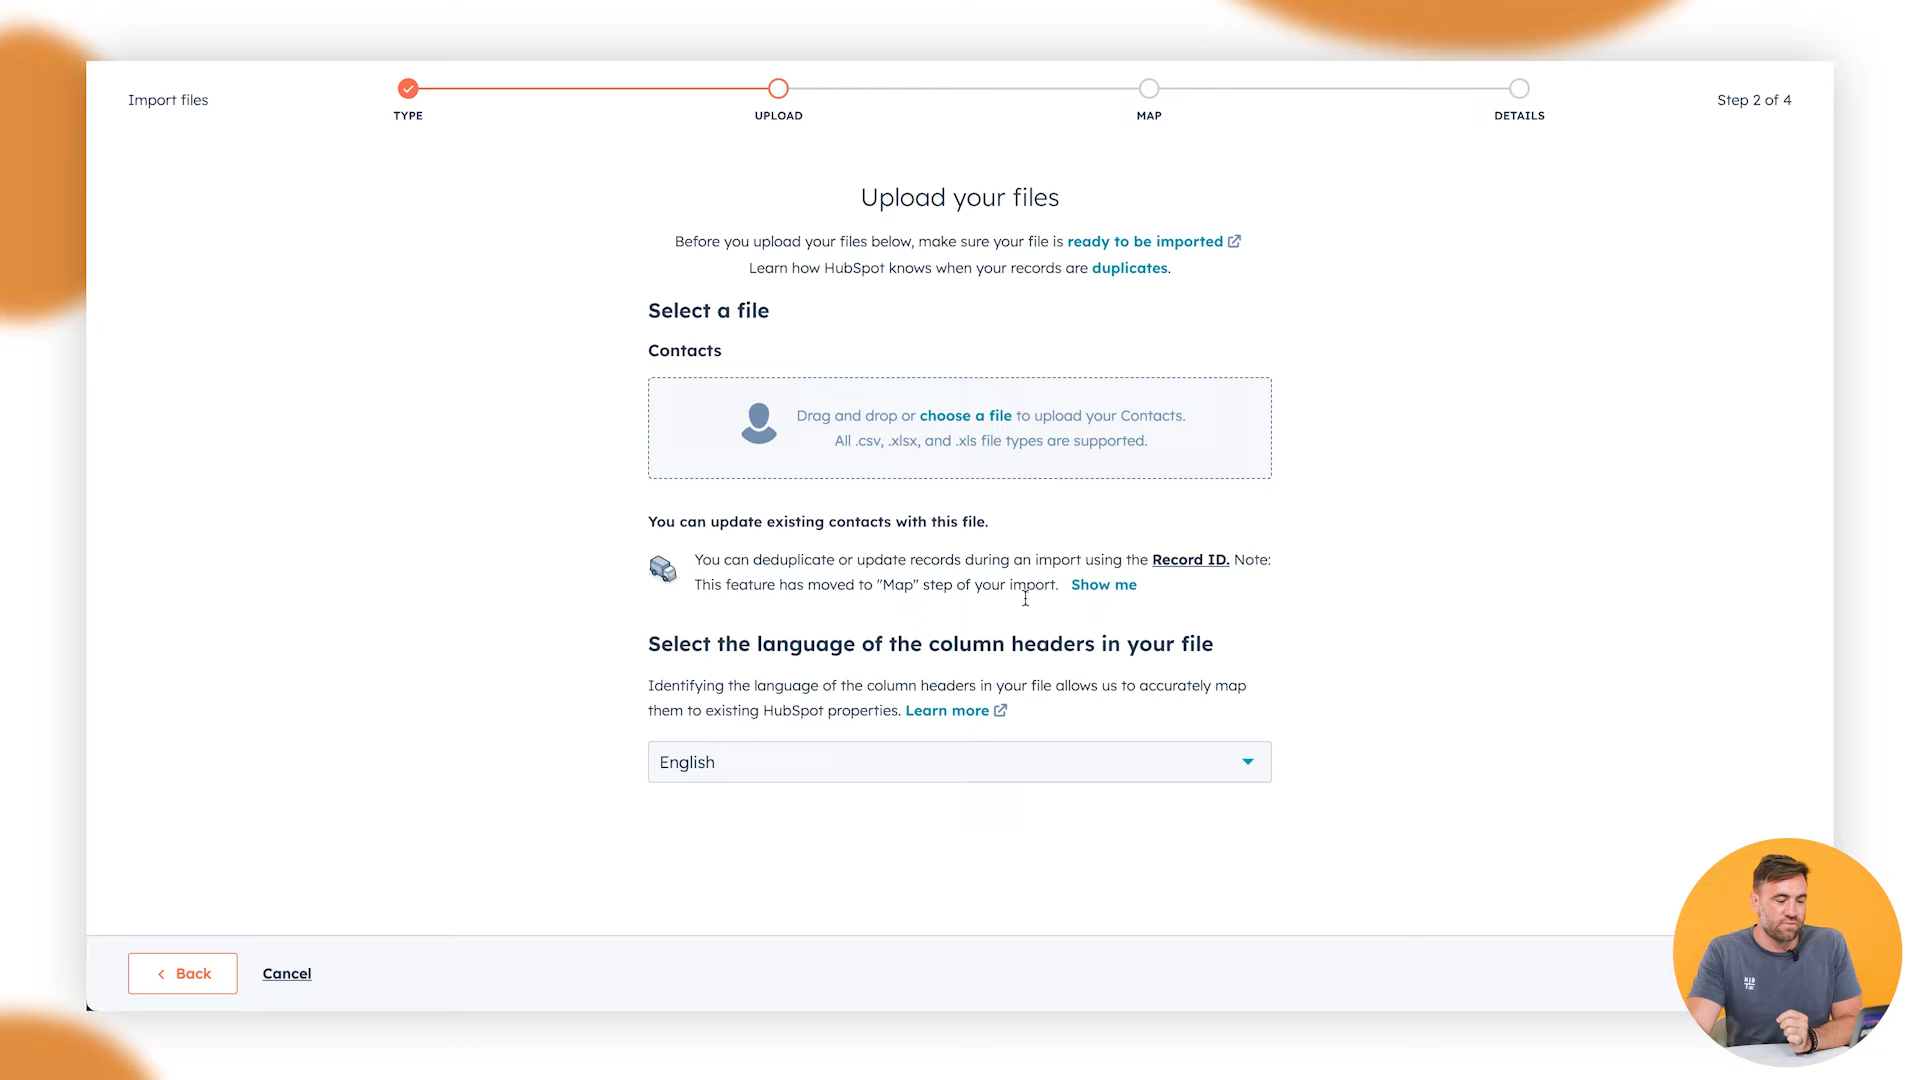 Import files
TYPE
UPLOAD
MAP
DETAILS
Step 2 of 4
Upload your files
Before you upload your files below, make sure your file is ready to be imported
Learn how HubSpot knows when your records are duplicates.
Select a file
Contacts
Drag and drop or choose a file to upload your Contacts.
All .csv, .xlsx, and .xls file types are supported.
You can update existing contacts with this file.
You can deduplicate or update records during an import using the Record ID. Note:
This feature has moved to "Map" step of your import. Show me
Select the language of the column headers in your file
Identifying the language of the column headers in your file allows us to accurately map
them to existing HubSpot properties. Learn more
English
Back
Cancel